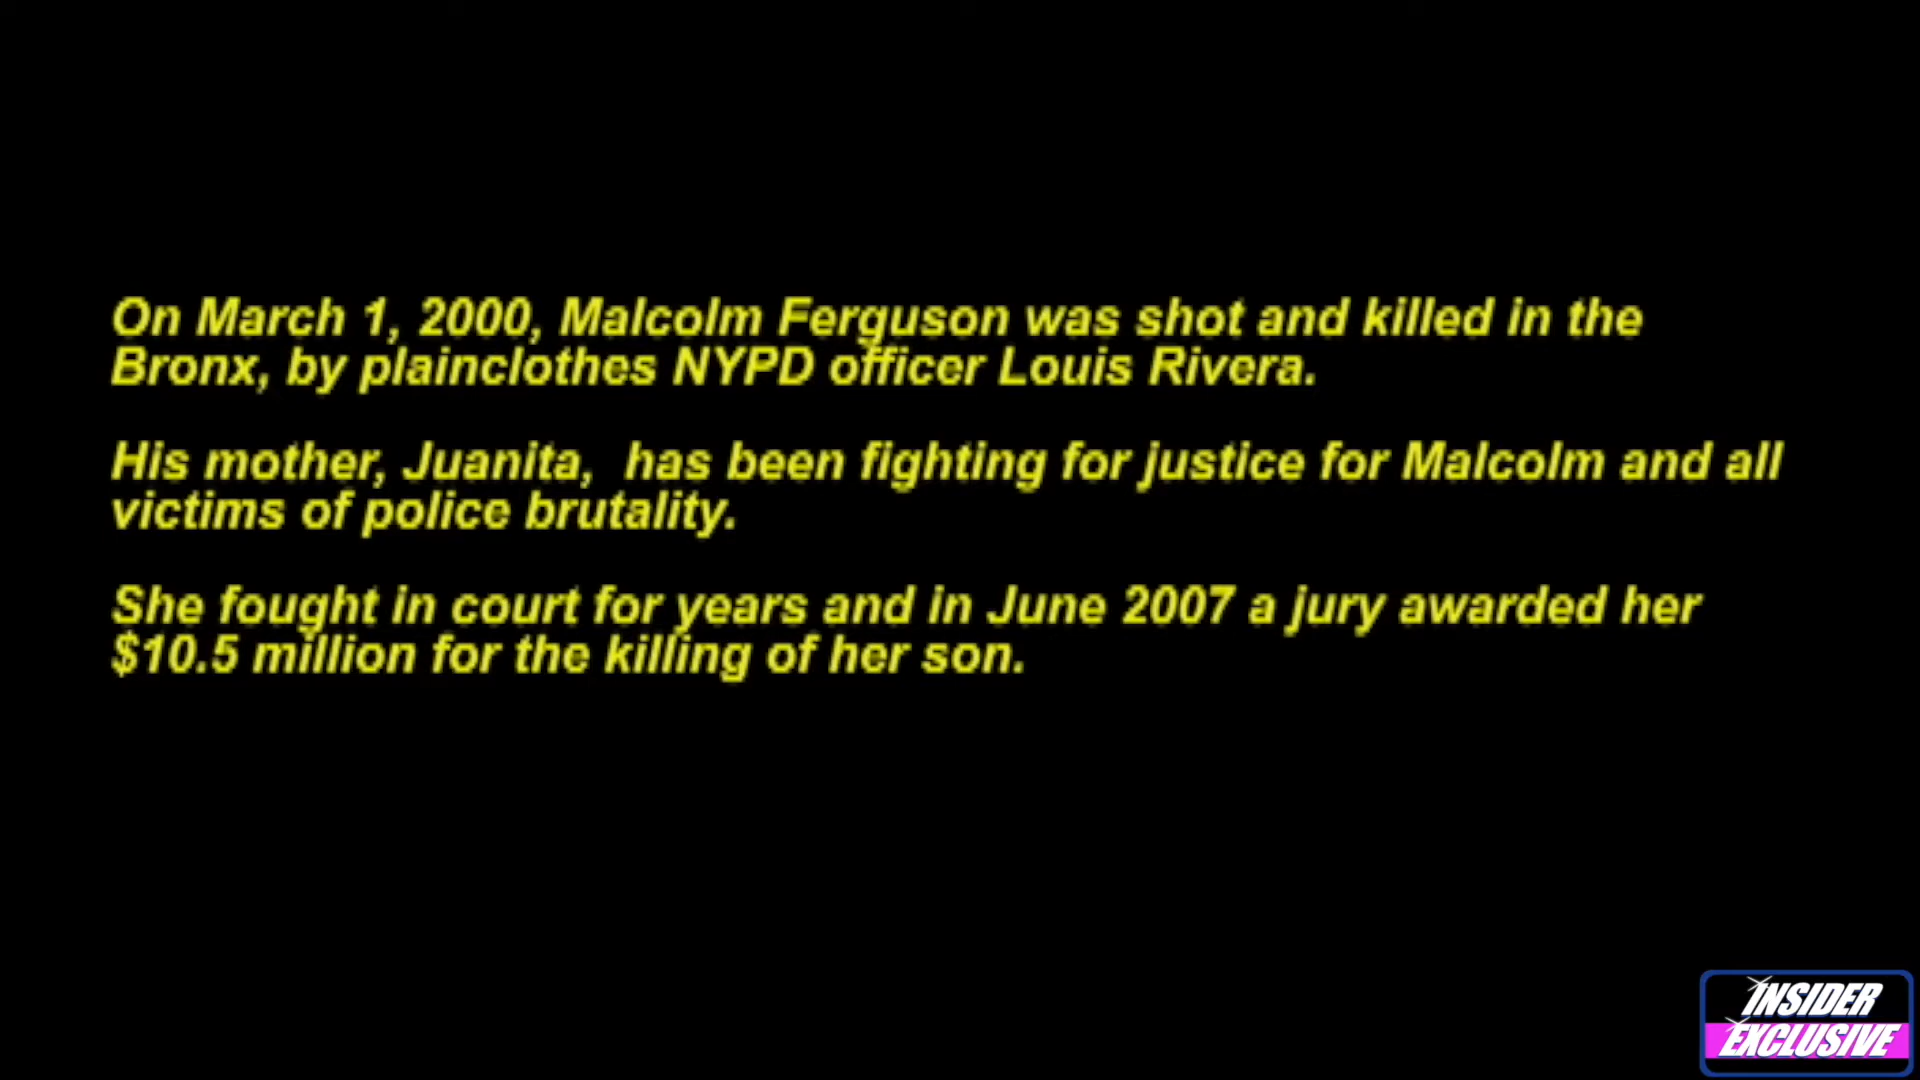 On March 1, 2000, Malcolm Ferguson was shot and killed in the
Bronx, by plainclothes NYPD officer Louis Rivera.
His mother, Juanita,  has been fighting for justice for Malcolm and all
victims of police brutality.
She fought in court for years and in June 2007 a jury awarded her
$10.5 million for the killing of her son.
INSIDER
EXCLUSIVE